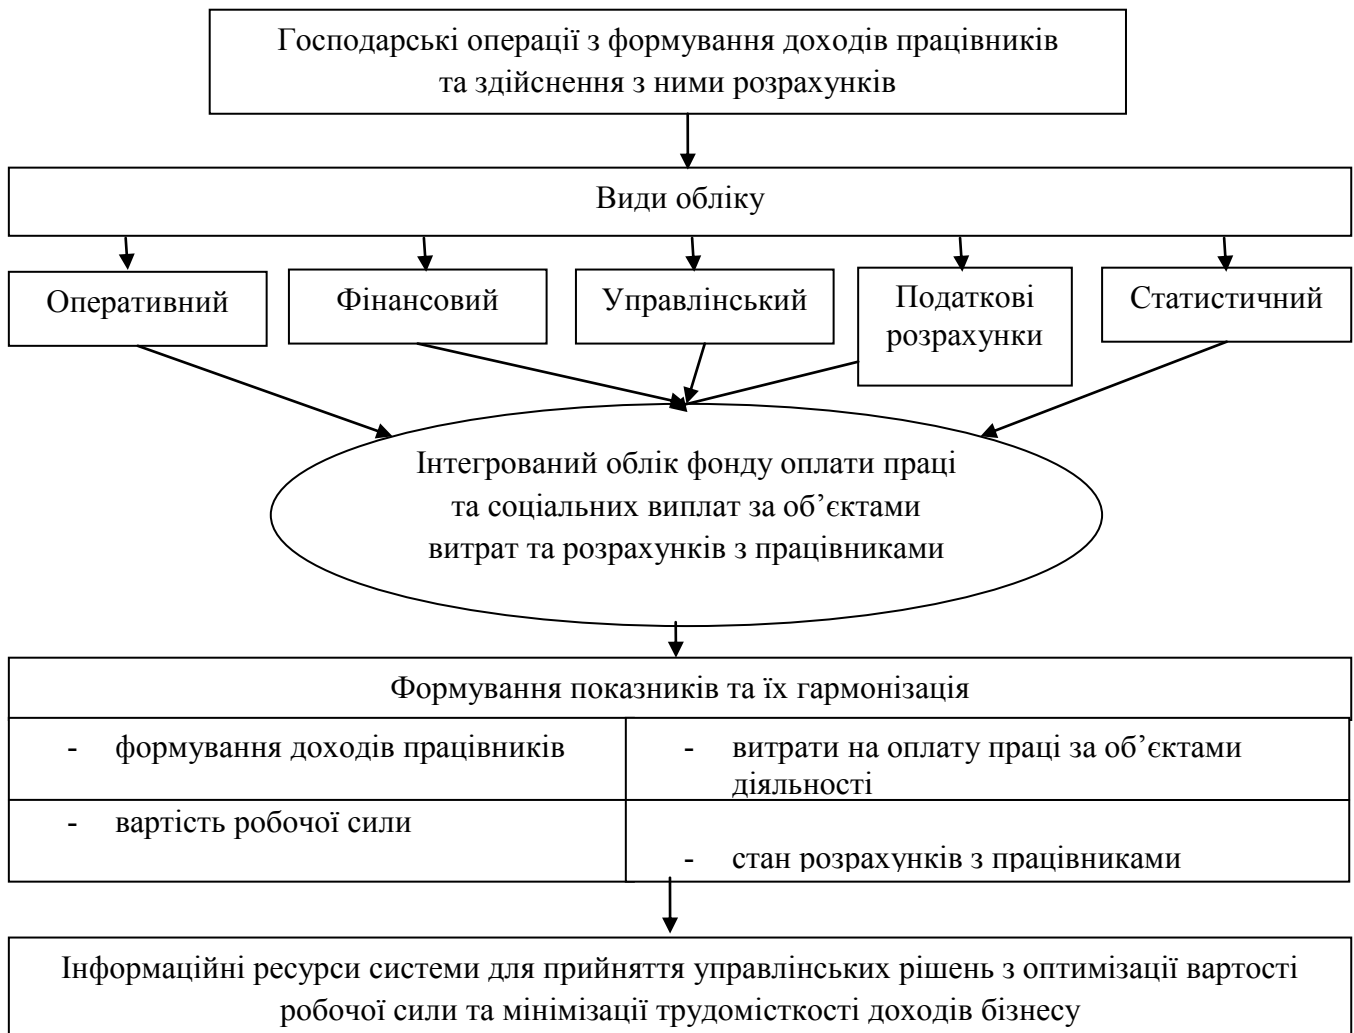 Господарські операції з формування доходів працівників
та здійснення з ними розрахунків
Види обліку
Оперативний
Фінансовий
Управлінський
Податкові
розрахунки
Статистичний
Інтегрований облік фонду оплати праці
та соціальних виплат за об’єктами
витрат та розрахунків з працівниками
Формування показників та їх гармонізація
- формування доходів працівників
- витрати на оплату праці за об’єктами
діяльності
- вартість робочої сили
- стан розрахунків з працівниками
Інформаційні ресурси системи для прийняття управлінських рішень з оптимізації вартості
робочої сили та мінімізації трудомісткості доходів бізнесу